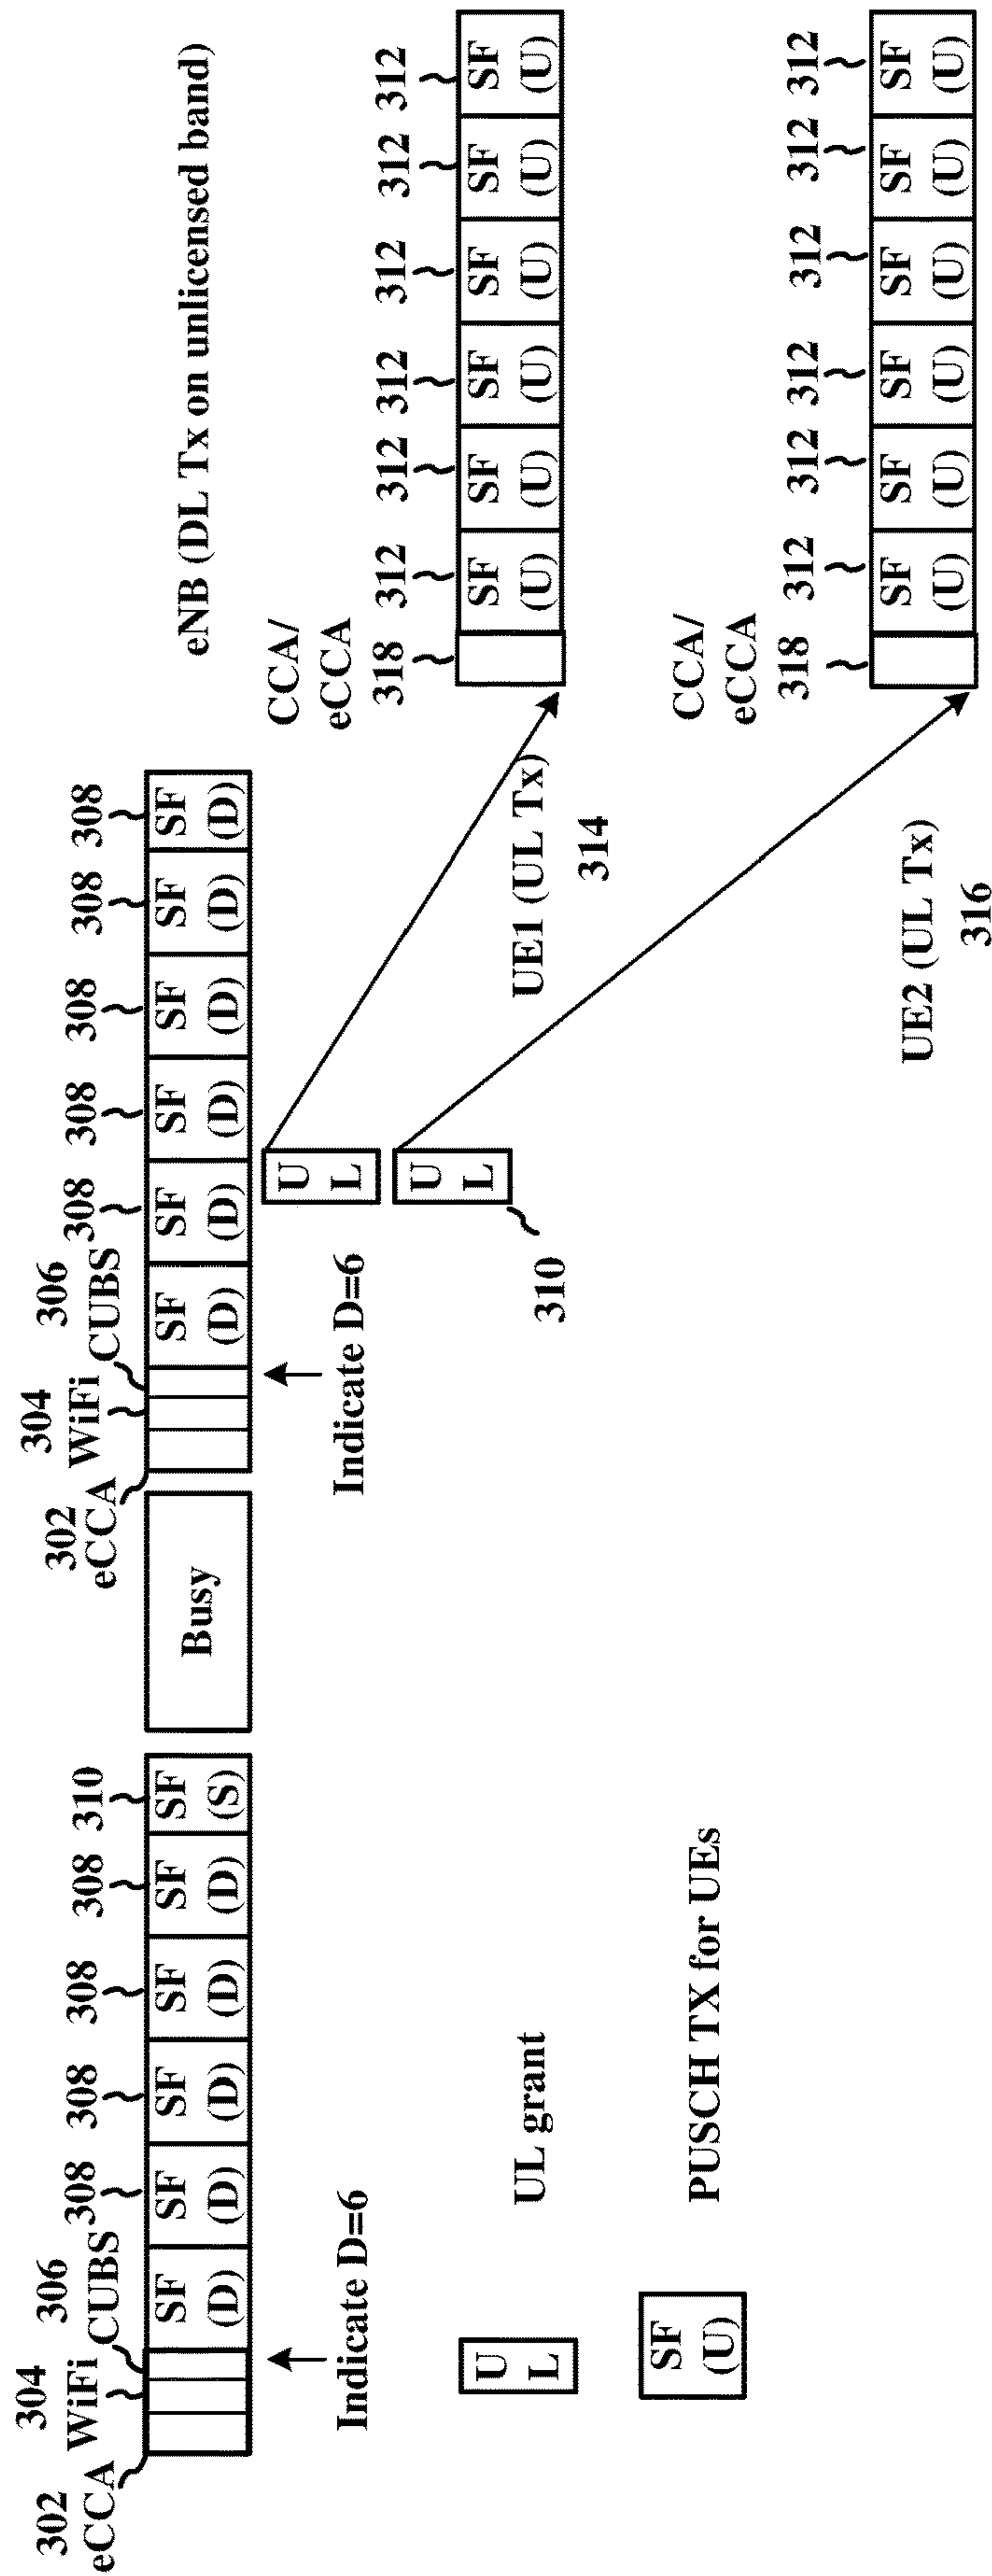 304 306 304 306
302 WiFi CUBS 308 308 308 308 310 302 WiFi CUBS 308 308 308 308 308
eCCA eCCA
SF SF SF SF SF SF Busy SF SF SF SF SF SF
(D) (D) (D) (D) (D) (S) (D) (D) (D) (D) (D) (D)
eNB (DL Tx on unlicensed band)
Indicate D=6 Indicate D=6
U
L
U
L
310
CCA/
eCCA
318 312 312 312 312 312 312
SF SF SF SF SF SF
(U) (U) (U) (U) (U) (U)
UE1 (UL Tx)
314
U
L
UL grant
SF
(U)
PUSCH TX for UEs
CCA/
eCCA
318 312 312 312 312 312 312
SF SF SF SF SF SF
(U) (U) (U) (U) (U) (U)
UE2 (UL Tx)
316